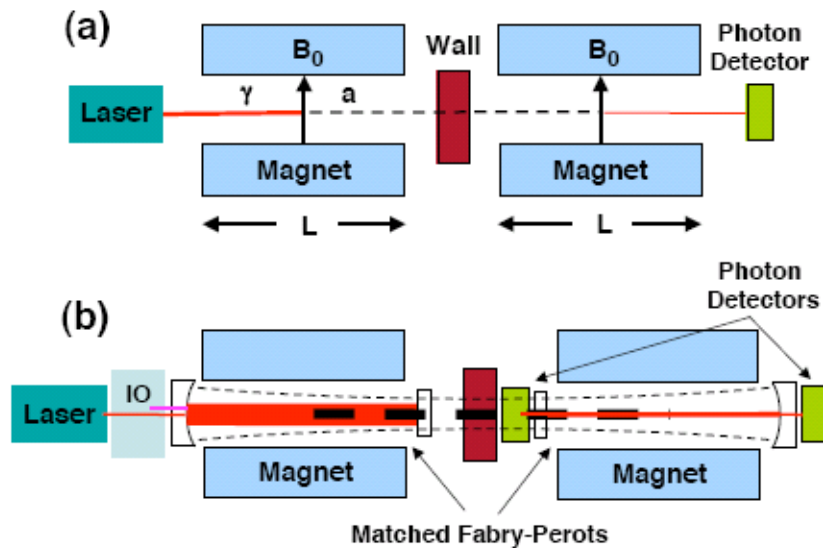 (a)
B₀
Wall
B₀
Photon
Detector
Laser
γ
a
Magnet
Magnet
L
L
(b)
Photon
Detectors
Laser
IO
Magnet
Magnet
Matched Fabry-Perots